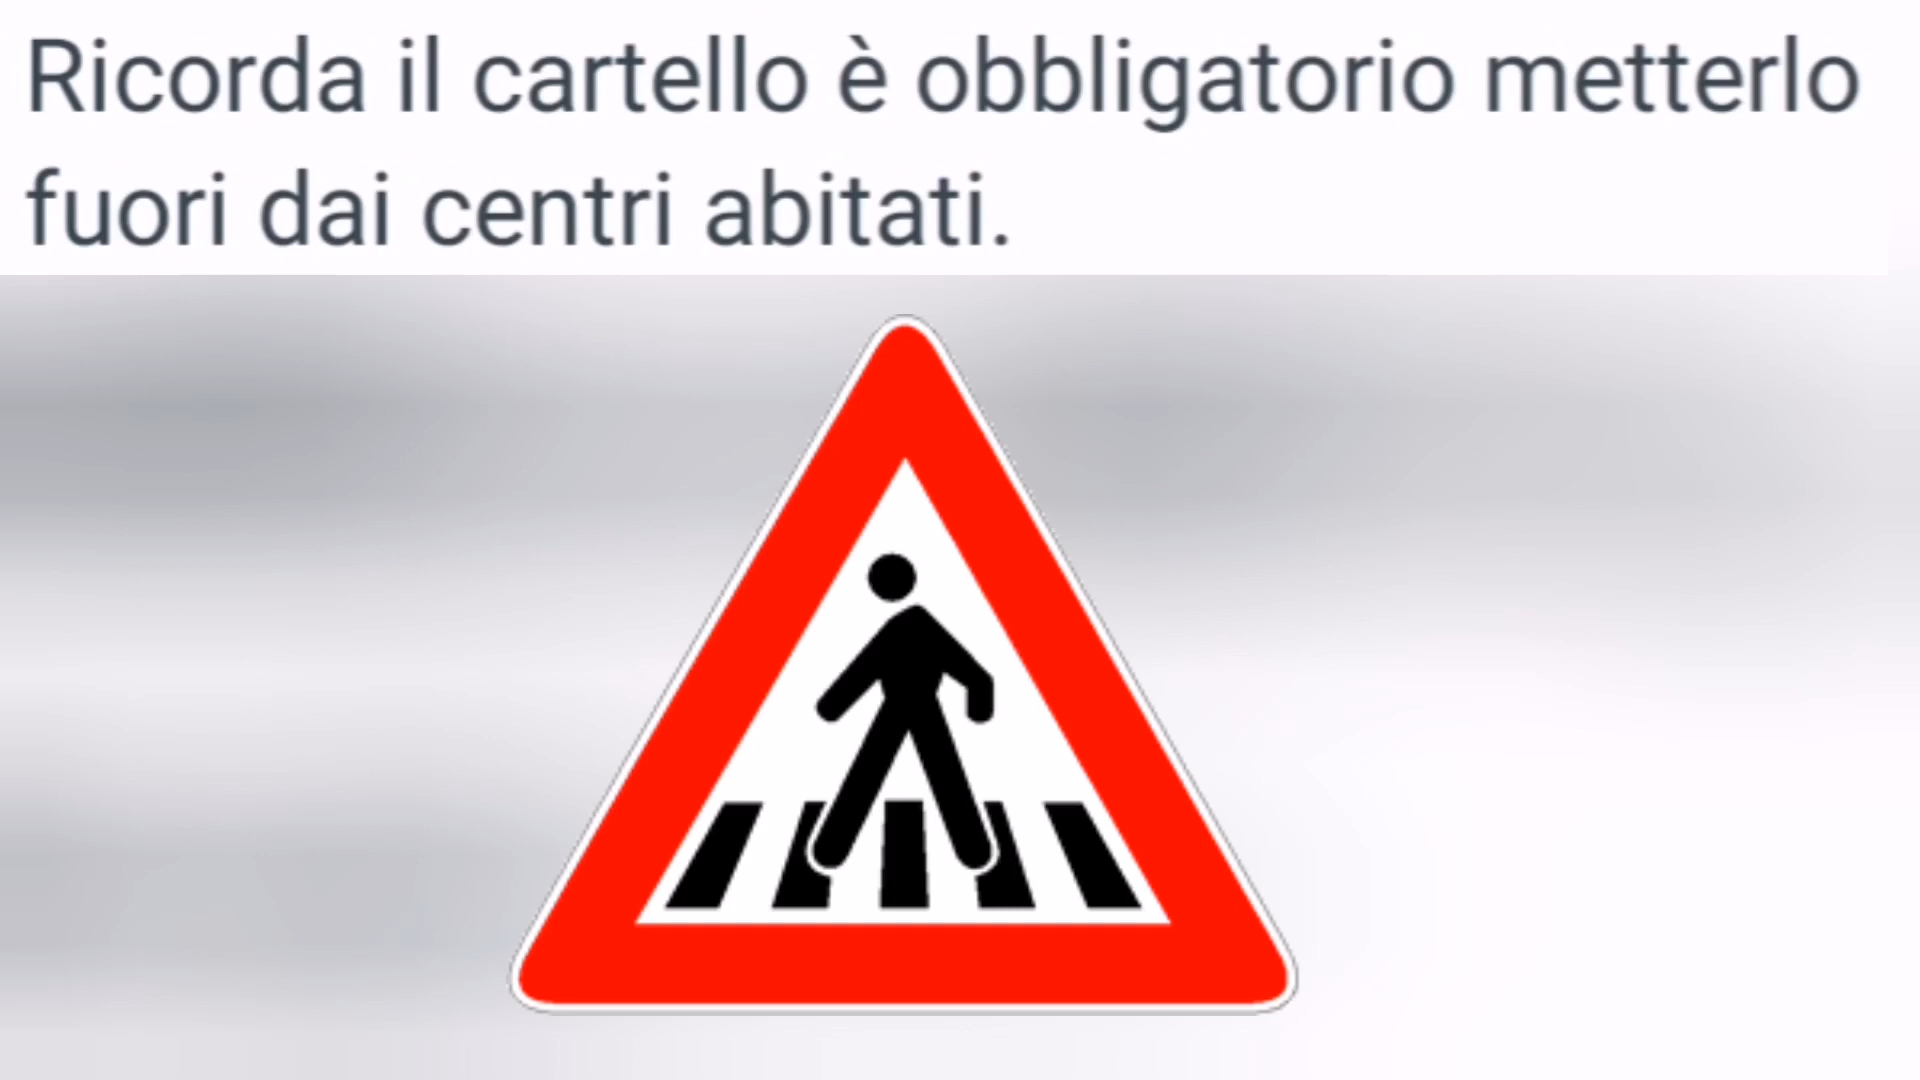 Ricorda il cartello è obbligatorio metterlo
fuori dai centri abitati.